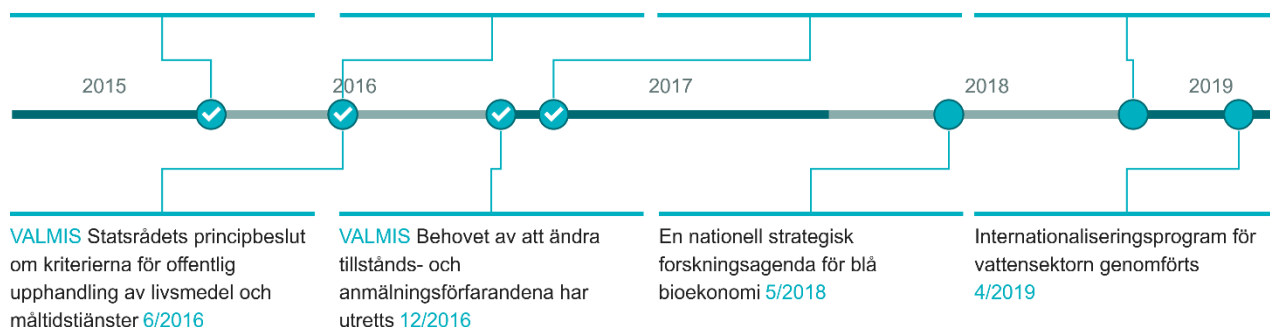 2015
2016
2017
2018
2019
VALMIS Statsrådets principbeslut
om kriterierna för offentlig
upphandling av livsmedel och
måltidstjänster 6/2016
VALMIS Behovet av att ändra
tillstånds- och
anmälningsförfarandena har
utretts 12/2016
En nationell strategisk
forskningsagenda för blå
bioekonomi 5/2018
Internationaliseringsprogram för
vattensektorn genomförts
4/2019